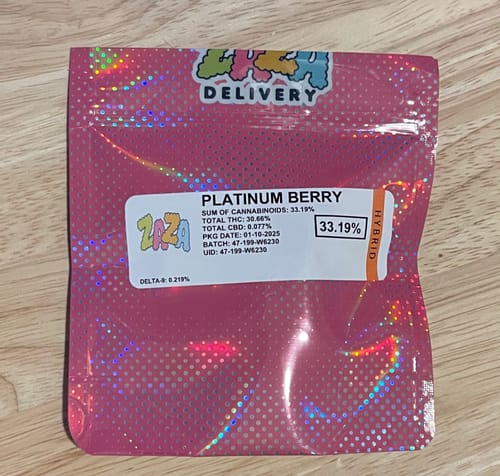 ZAZA
DELIVERY
PLATINUM BERRY
SUM OF CANNABINOIDS: 33.19%
TOTAL THC: 30.66%
TOTAL CBD: 0.077%
PKG DATE: 01-10-2025
BATCH: 47-199-W6230
UID: 47-199-W6230
33.19%
HYBRID
ZAZA
DELTA-9: 0.219%